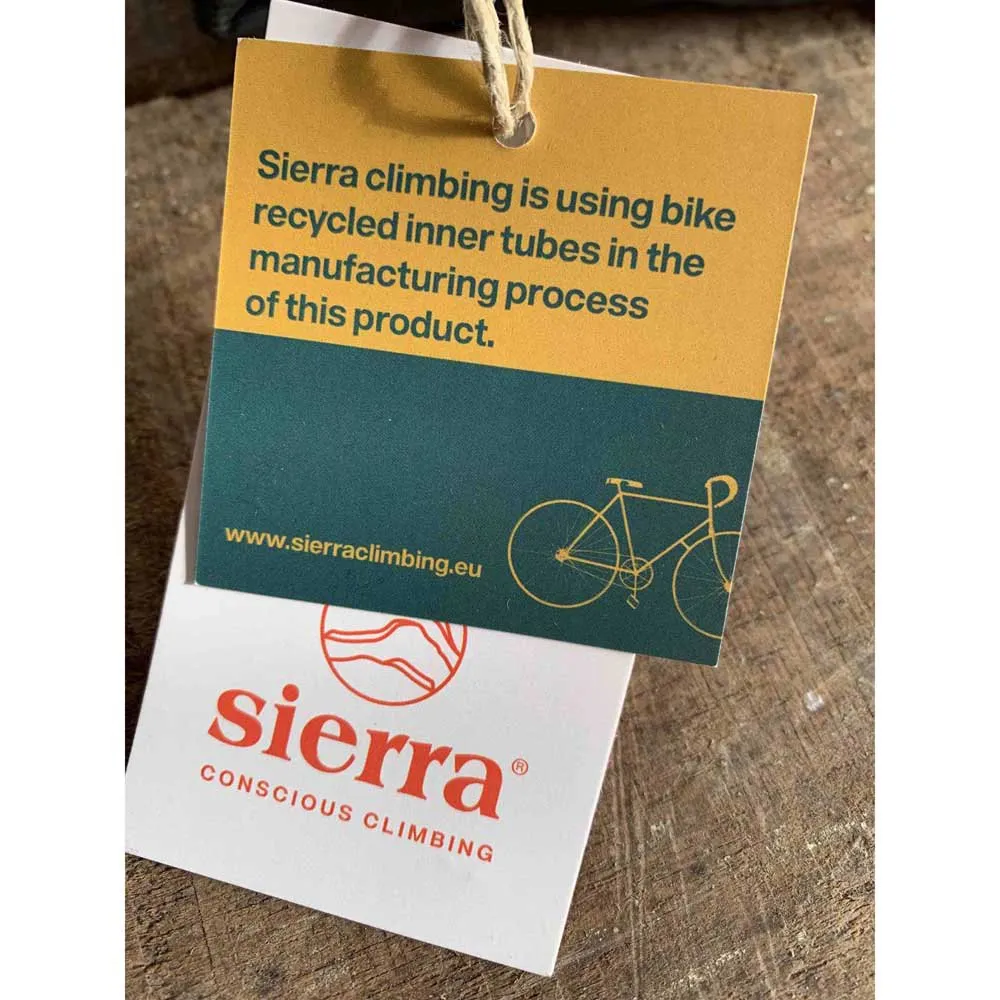 Sierra climbing is using bike
recycled inner tubes in the
manufacturing process
of this product.
www.sierraclimbing.eu
sierra®
CONSCIOUS CLIMBING